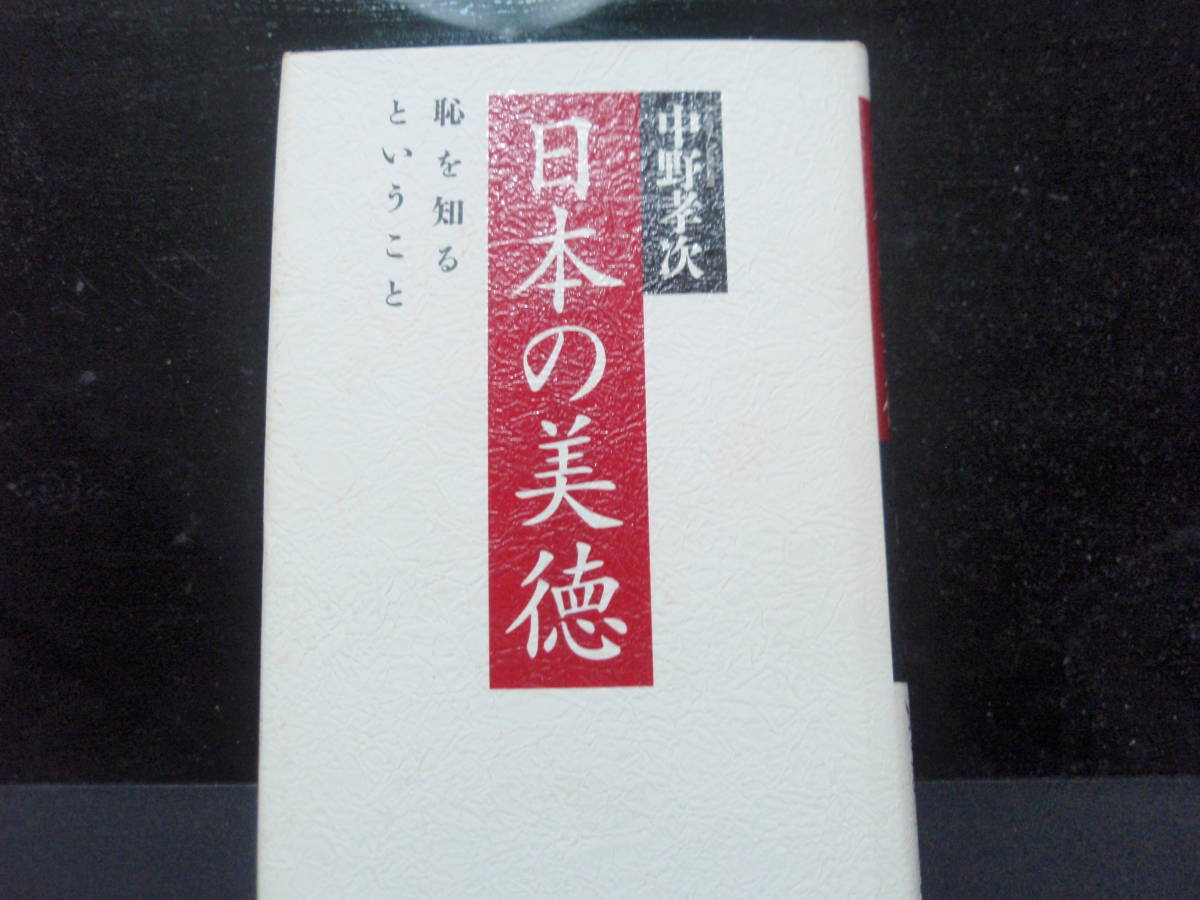 中野孝次
日本の美徳
恥を知る
ということ